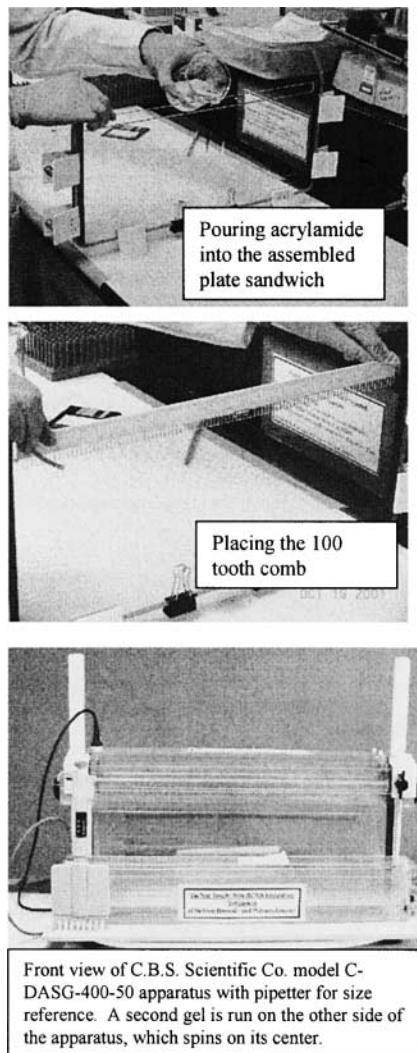 Pouring acrylamide
into the assembled
plate sandwich
Placing the 100
tooth comb
OCT 19 2001
Front view of C.B.S. Scientific Co. model C-
DASG-400-50 apparatus with pipetter for size
reference. A second gel is run on the other side of
the apparatus, which spins on its center.